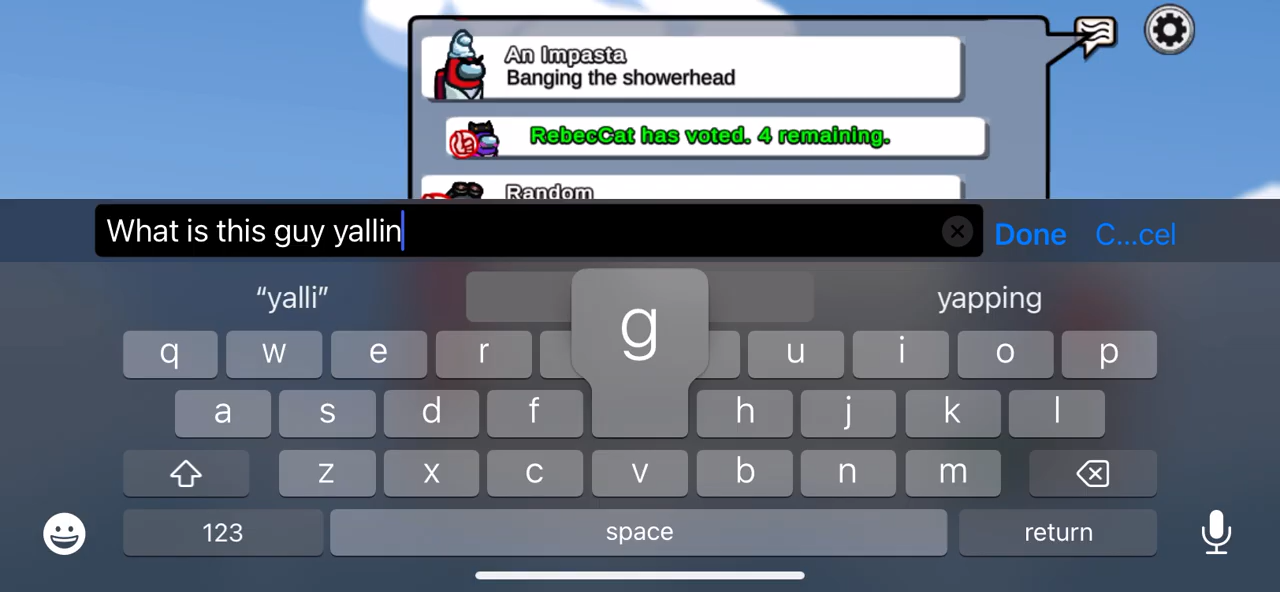 An Impasta
Banging the showerhead
RebecCat has voted. 4 remaining.
Random
What is this guy yallin
Done
C...cel
“yalli”
yapping
g
q w e r u i o p
a s d f h j k l
z x c v b n m
123
space
return